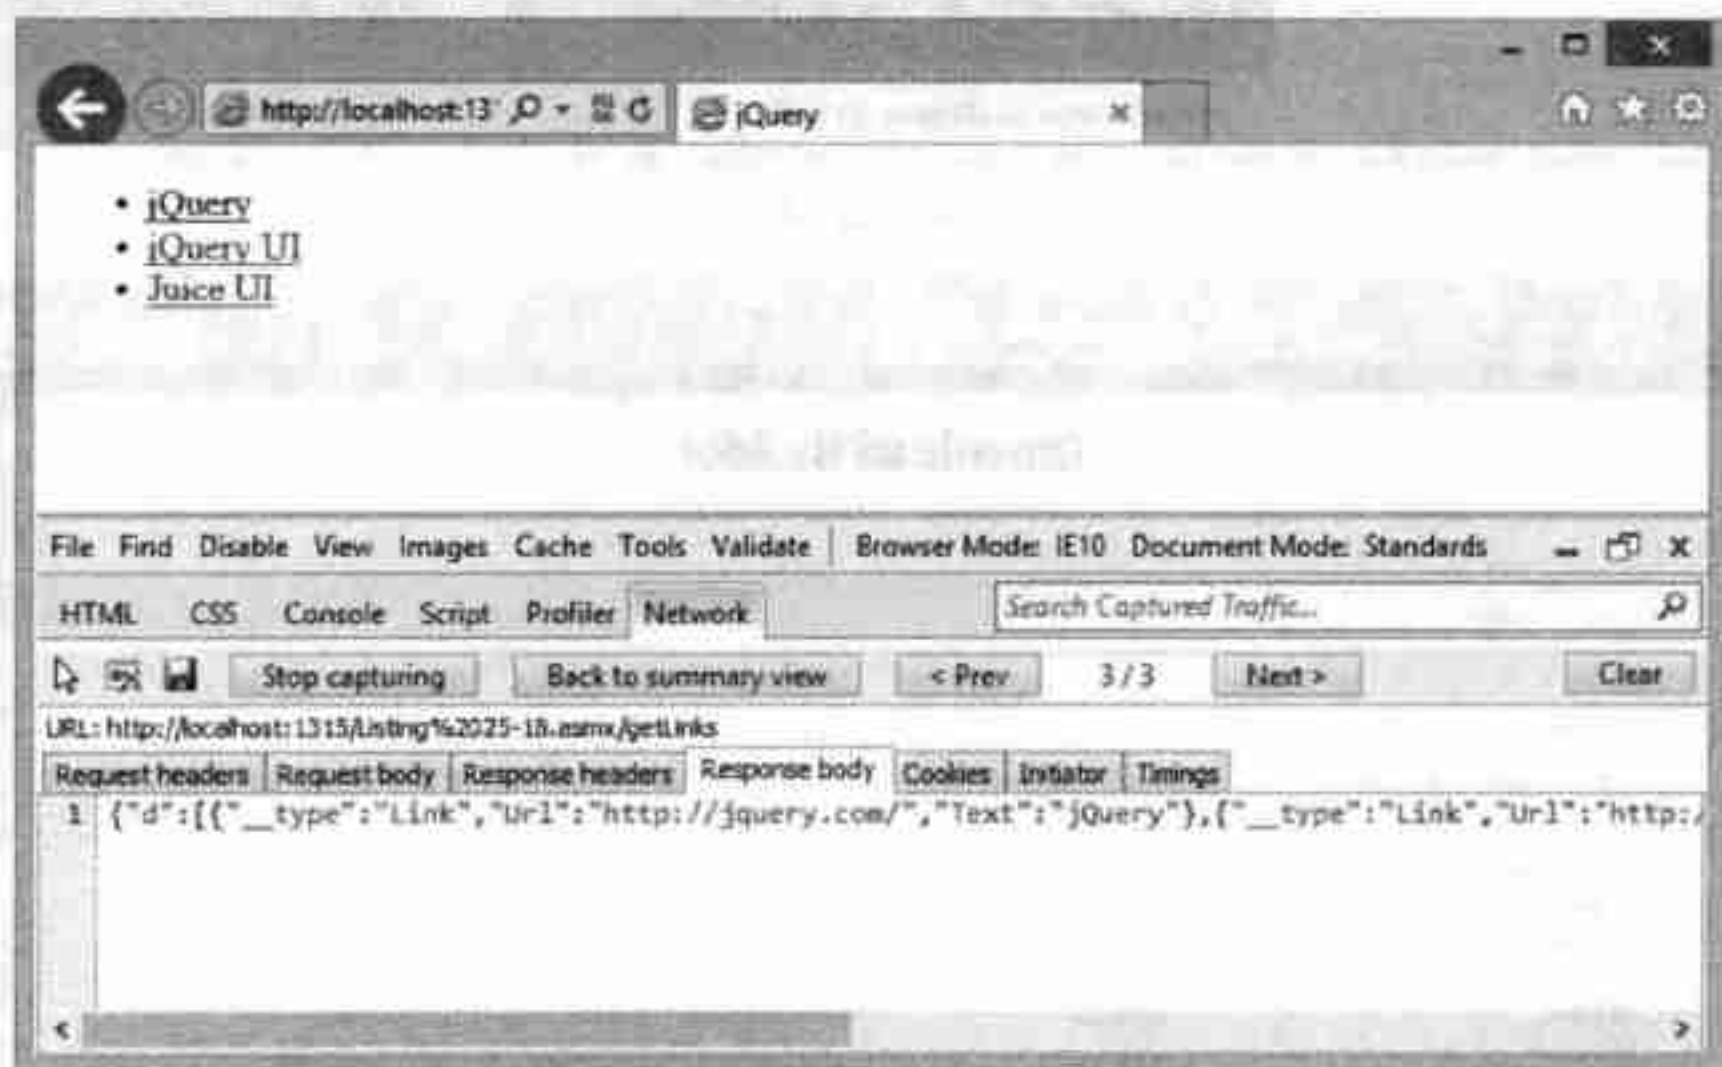 http://localhost:13 jQuery
• jQuery
• jQuery UI
• Juice UI
File Find Disable View Images Cache Tools Validate Browser Mode: IE10 Document Mode: Standards
HTML CSS Console Script Profiler Network Search Captured Traffic...
Stop capturing Back to summary view < Prev 3 / 3 Next > Clear
URL: http://localhost:1315/Listing%2025-18.asmx/getLinks
Request headers Request body Response headers Response body Cookies Initiator Timings
1 {"d":[{"__type":"Link","Url":"http://jquery.com/","Text":"jQuery"},{"__type":"Link","Url":"http:/